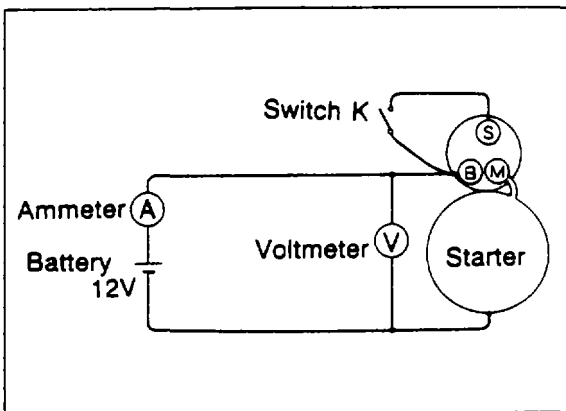 Switch K
S
B M
Ammeter A
Battery
12V
Voltmeter V
Starter